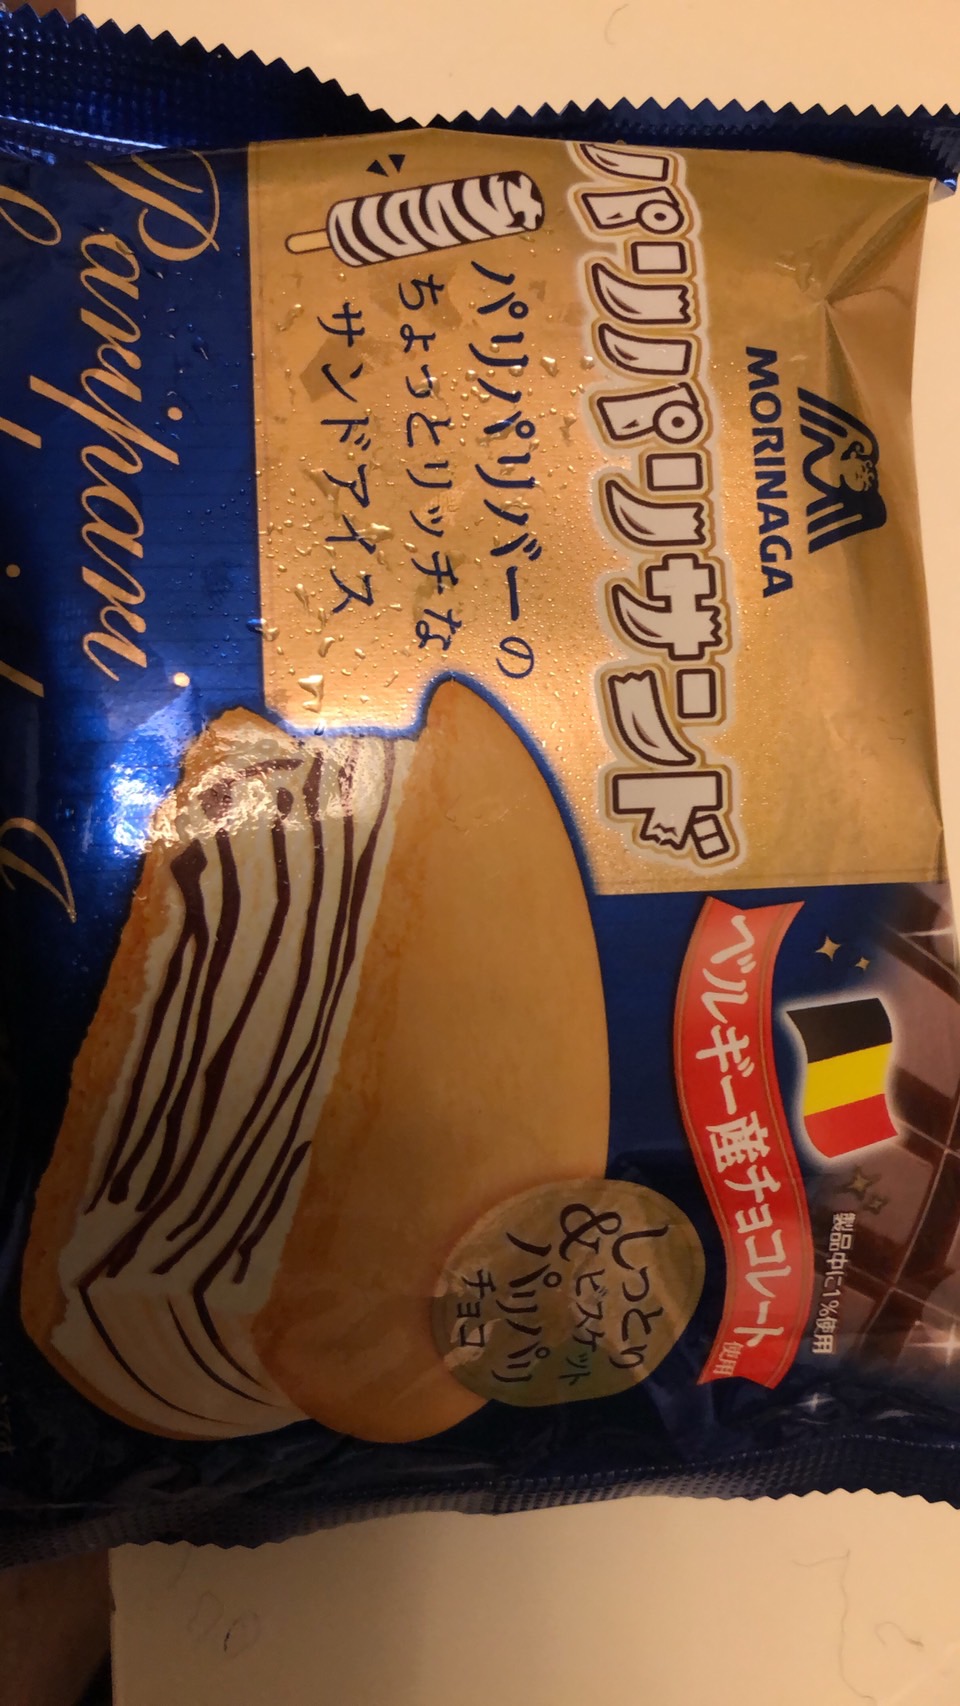 MORINAGA
パリパリサンド
パリパリバーの
ちょっとリッチな
サンドアイス
ベルギー産チョコレート使用
製品中に1%使用
しっとり
&ビスケット
パリパリ
チョコ
Paripari